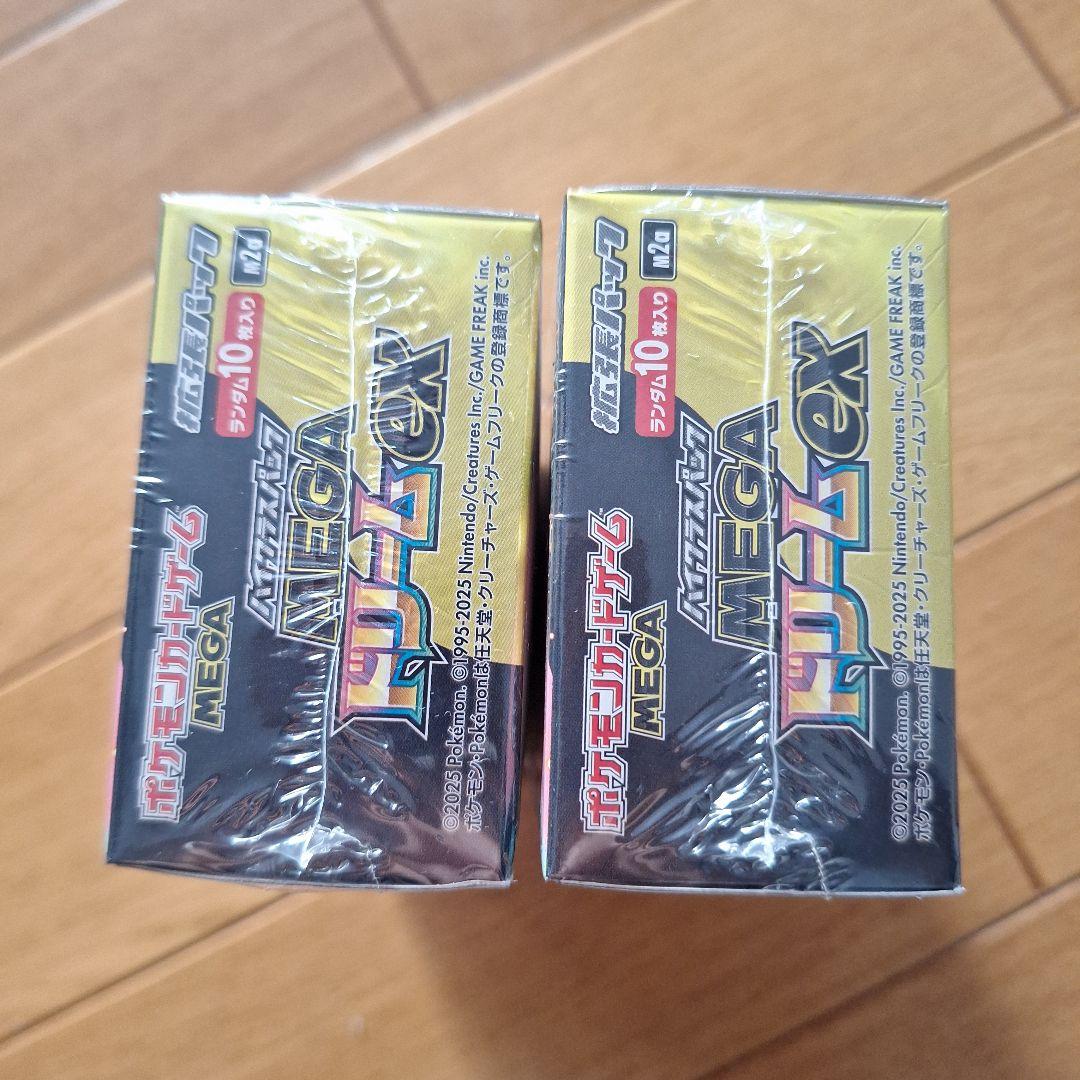 ポケモンカードゲーム
MEGA
拡張パック
ランダム10枚入り
M2a
ハイクラスパック
MEGA
ドリームex
©2025 Pokémon. ©1995-2025 Nintendo/Creatures Inc./GAME FREAK inc.
ポケモン・Pokémonは任天堂・クリーチャーズ・ゲームフリークの登録商標です。
ポケモンカードゲーム
MEGA
拡張パック
ランダム10枚入り
M2a
ハイクラスパック
MEGA
ドリームex
©2025 Pokémon. ©1995-2025 Nintendo/Creatures Inc./GAME FREAK inc.
ポケモン・Pokémonは任天堂・クリーチャーズ・ゲームフリークの登録商標です。